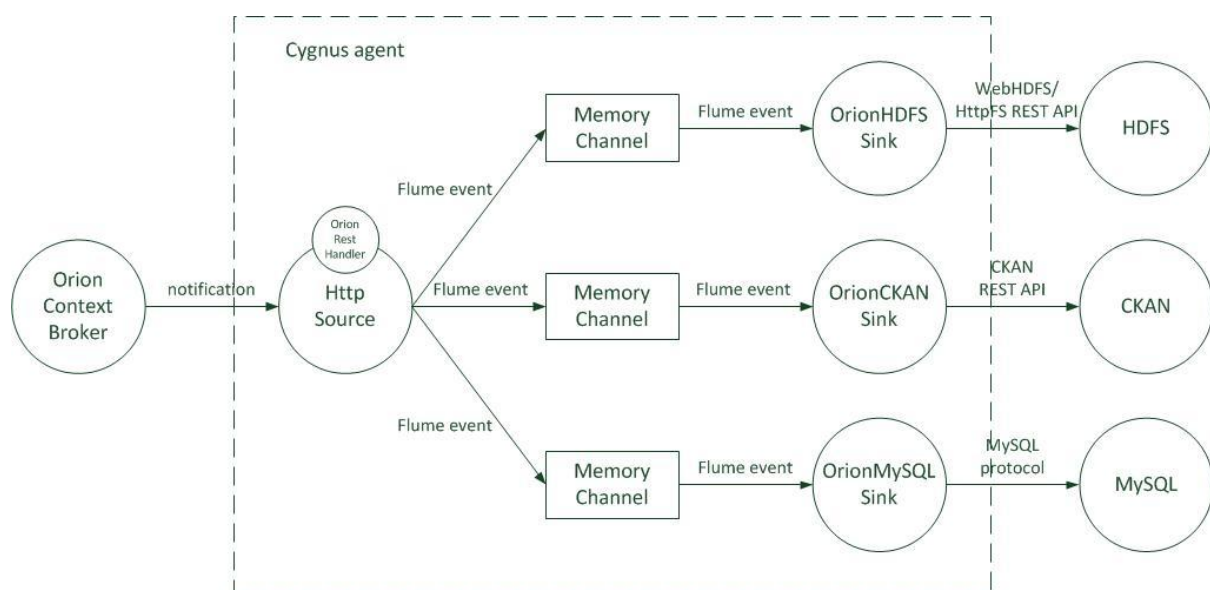 Cygnus agent
Orion
Context
Broker
notification
Orion
Rest
Handler
Http
Source
Flume event
Memory
Channel
Flume event
OrionHDFS
Sink
WebHDFS/
HttpFS REST API
HDFS
Flume event
Memory
Channel
Flume event
OrionCKAN
Sink
CKAN
REST API
CKAN
Flume event
Memory
Channel
Flume event
OrionMySQL
Sink
MySQL
protocol
MySQL